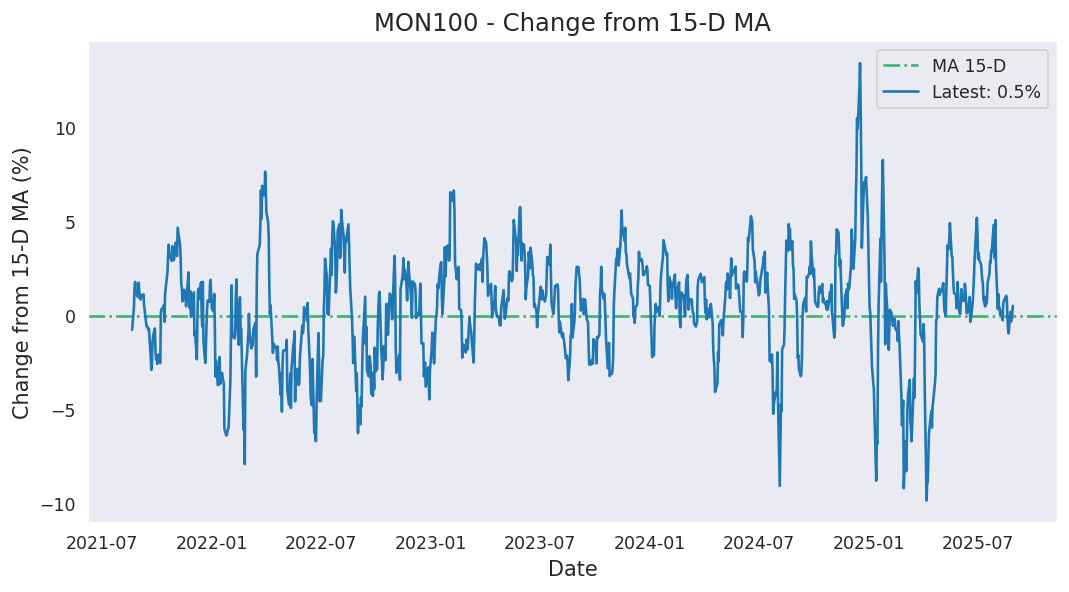 MON100 - Change from 15-D MA
MA 15-D
Latest: 0.5%
Change from 15-D MA (%)
10
5
0
−5
−10
2021-07 2022-01 2022-07 2023-01 2023-07 2024-01 2024-07 2025-01 2025-07
Date